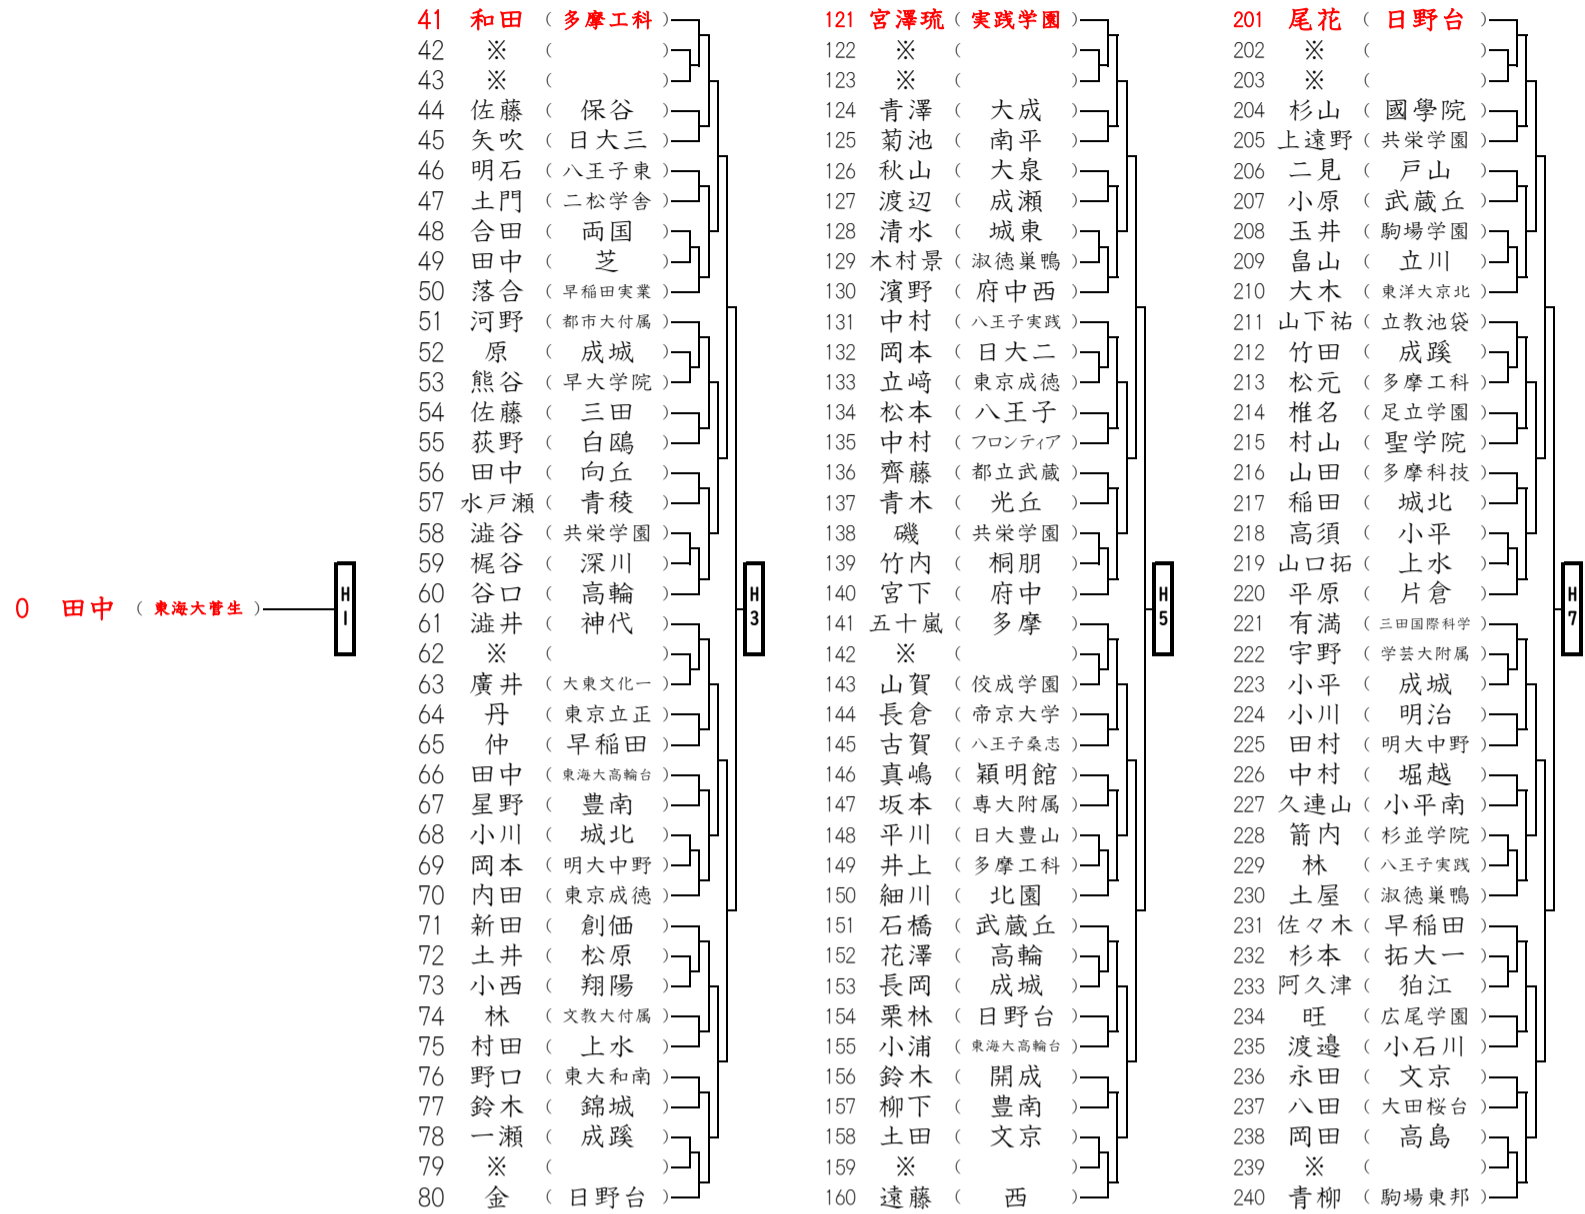 0 田中 ( 東海大菅生 )
H1
41 和田 ( 多摩工科 )
42 ※ ( )
43 ※ ( )
44 佐藤 ( 保谷 )
45 矢吹 ( 日大三 )
46 明石 ( 八王子東 )
47 土門 ( 二松学舎 )
48 合田 ( 両国 )
49 田中 ( 芝 )
50 落合 ( 早稲田実業 )
51 河野 ( 都市大付属 )
52 原 ( 成城 )
53 熊谷 ( 早大学院 )
54 佐藤 ( 三田 )
55 荻野 ( 白鴎 )
56 田中 ( 向丘 )
57 水戸瀬 ( 青稜 )
58 澁谷 ( 共栄学園 )
59 梶谷 ( 深川 )
60 谷口 ( 高輪 )
61 澁井 ( 神代 )
62 ※ ( )
63 廣井 ( 大東文化一 )
64 丹 ( 東京立正 )
65 仲 ( 早稲田 )
66 田中 ( 東海大高輪台 )
67 星野 ( 豊南 )
68 小川 ( 城北 )
69 岡本 ( 明大中野 )
70 内田 ( 東京成徳 )
71 新田 ( 創価 )
72 土井 ( 松原 )
73 小西 ( 翔陽 )
74 林 ( 文教大付属 )
75 村田 ( 上水 )
76 野口 ( 東大和南 )
77 鈴木 ( 錦城 )
78 一瀬 ( 成蹊 )
79 ※ ( )
80 金 ( 日野台 )
H3
121 宮澤琉 ( 実践学園 )
122 ※ ( )
123 ※ ( )
124 青澤 ( 大成 )
125 菊池 ( 南平 )
126 秋山 ( 大泉 )
127 渡辺 ( 成瀬 )
128 清水 ( 城東 )
129 木村景 ( 淑徳巣鴨 )
130 濱野 ( 府中西 )
131 中村 ( 八王子実践 )
132 岡本 ( 日大二 )
133 立﨑 ( 東京成徳 )
134 松本 ( 八王子 )
135 中村 ( フロンティア )
136 齊藤 ( 都立武蔵 )
137 青木 ( 光丘 )
138 磯 ( 共栄学園 )
139 竹内 ( 桐朋 )
140 宮下 ( 府中 )
141 五十嵐 ( 多摩 )
142 ※ ( )
143 山賀 ( 佼成学園 )
144 長倉 ( 帝京大学 )
145 古賀 ( 八王子桑志 )
146 真嶋 ( 穎明館 )
147 坂本 ( 専大附属 )
148 平川 ( 日大豊山 )
149 井上 ( 多摩工科 )
150 細川 ( 北園 )
151 石橋 ( 武蔵丘 )
152 花澤 ( 高輪 )
153 長岡 ( 成城 )
154 栗林 ( 日野台 )
155 小浦 ( 東海大高輪台 )
156 鈴木 ( 開成 )
157 柳下 ( 豊南 )
158 土田 ( 文京 )
159 ※ ( )
160 遠藤 ( 西 )
H5
201 尾花 ( 日野台 )
202 ※ ( )
203 ※ ( )
204 杉山 ( 國學院 )
205 上遠野 ( 共栄学園 )
206 二見 ( 戸山 )
207 小原 ( 武蔵丘 )
208 玉井 ( 駒場学園 )
209 畠山 ( 立川 )
210 大木 ( 東洋大京北 )
211 山下祐 ( 立教池袋 )
212 竹田 ( 成蹊 )
213 松元 ( 多摩工科 )
214 椎名 ( 足立学園 )
215 村山 ( 聖学院 )
216 山田 ( 多摩科技 )
217 稲田 ( 城北 )
218 高須 ( 小平 )
219 山口拓 ( 上水 )
220 平原 ( 片倉 )
221 有満 ( 三田国際科学 )
222 宇野 ( 学芸大附属 )
223 小平 ( 成城 )
224 小川 ( 明治 )
225 田村 ( 明大中野 )
226 中村 ( 堀越 )
227 久連山 ( 小平南 )
228 箭内 ( 杉並学院 )
229 林 ( 八王子実践 )
230 土屋 ( 淑徳巣鴨 )
231 佐々木 ( 早稲田 )
232 杉本 ( 拓大一 )
233 阿久津 ( 狛江 )
234 旺 ( 広尾学園 )
235 渡邉 ( 小石川 )
236 永田 ( 文京 )
237 八田 ( 大田桜台 )
238 岡田 ( 高島 )
239 ※ ( )
240 青柳 ( 駒場東邦 )
H7